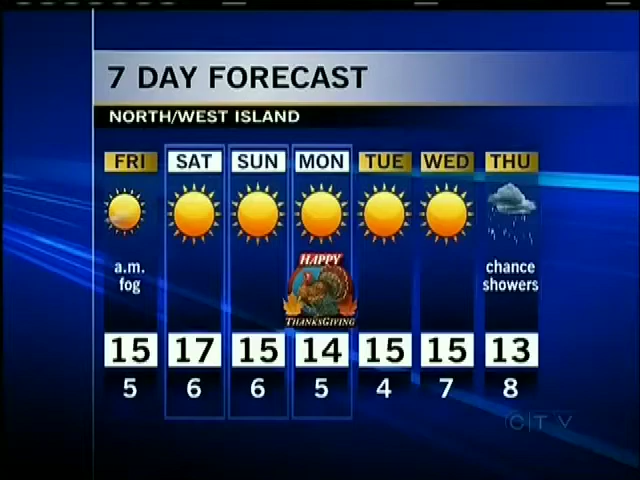 7 DAY FORECAST
NORTH/WEST ISLAND
FRI SAT SUN MON TUE WED THU
HAPPY
THANKSGIVING
a.m.
fog
chance
showers
15 17 15 14 15 15 13
5 6 6 5 4 7 8
CTV